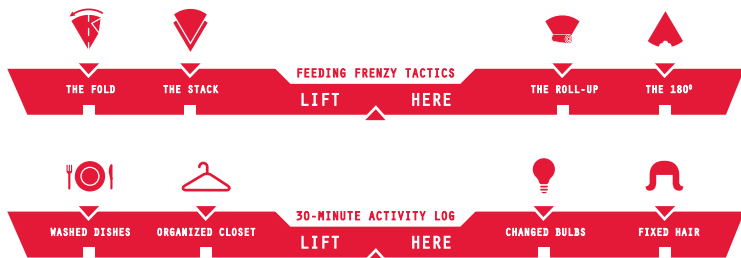 FEEDING FRENZY TACTICS
THE FOLD THE STACK THE ROLL-UP THE 180°
LIFT HERE
30-MINUTE ACTIVITY LOG
WASHED DISHES ORGANIZED CLOSET CHANGED BULBS FIXED HAIR
LIFT HERE